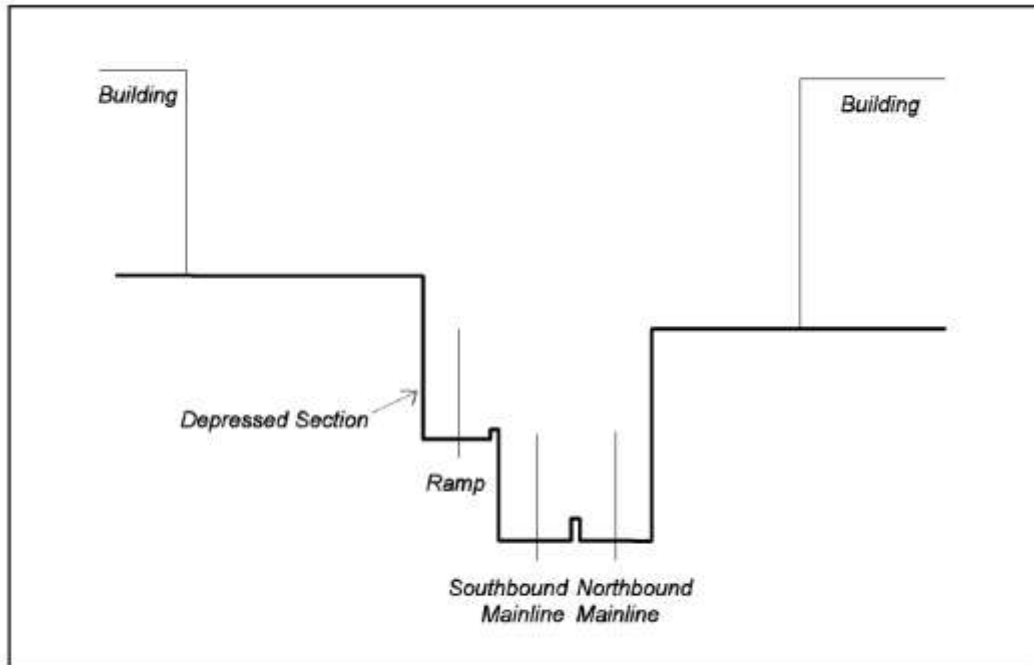 Building
Building
Depressed Section
Ramp
Southbound Northbound
Mainline Mainline